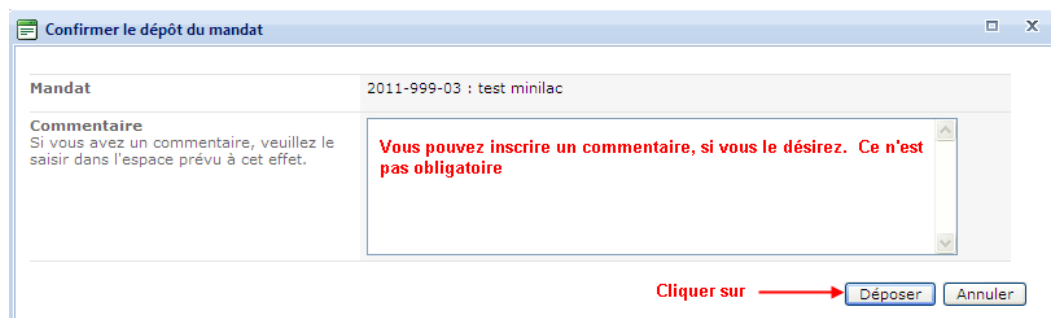 Confirmer le dépôt du mandat
Mandat
2011-999-03 : test minilac
Commentaire
Si vous avez un commentaire, veuillez le
saisir dans l'espace prévu à cet effet.
Vous pouvez inscrire un commentaire, si vous le désirez. Ce n'est
pas obligatoire
Cliquer sur
Déposer
Annuler